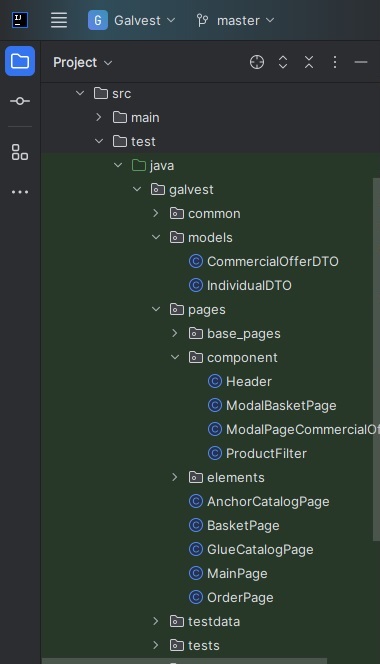 IJ
G Galvest master
Project
src
main
test
java
galvest
common
models
C CommercialOfferDTO
C IndividualDTO
pages
base_pages
component
C Header
C ModalBasketPage
C ModalPageCommercialOf
C ProductFilter
elements
C AnchorCatalogPage
C BasketPage
C GlueCatalogPage
C MainPage
C OrderPage
testdata
tests